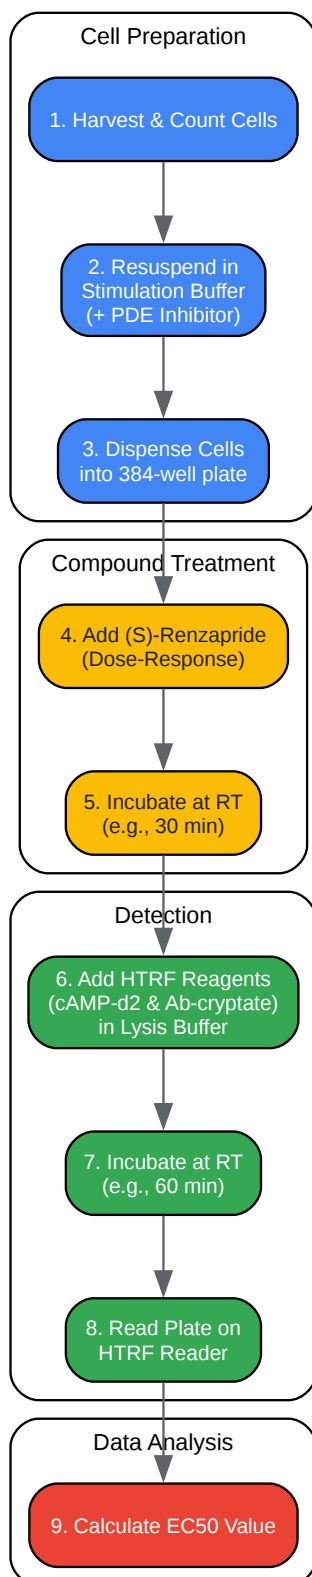 Cell Preparation
1. Harvest & Count Cells
2. Resuspend in
Stimulation Buffer
(+ PDE Inhibitor)
3. Dispense Cells
into 384-well plate
Compound Treatment
4. Add (S)-Renzapride
(Dose-Response)
5. Incubate at RT
(e.g., 30 min)
Detection
6. Add HTRF Reagents
(cAMP-d2 & Ab-cryptate)
in Lysis Buffer
7. Incubate at RT
(e.g., 60 min)
8. Read Plate on
HTRF Reader
Data Analysis
9. Calculate EC50 Value